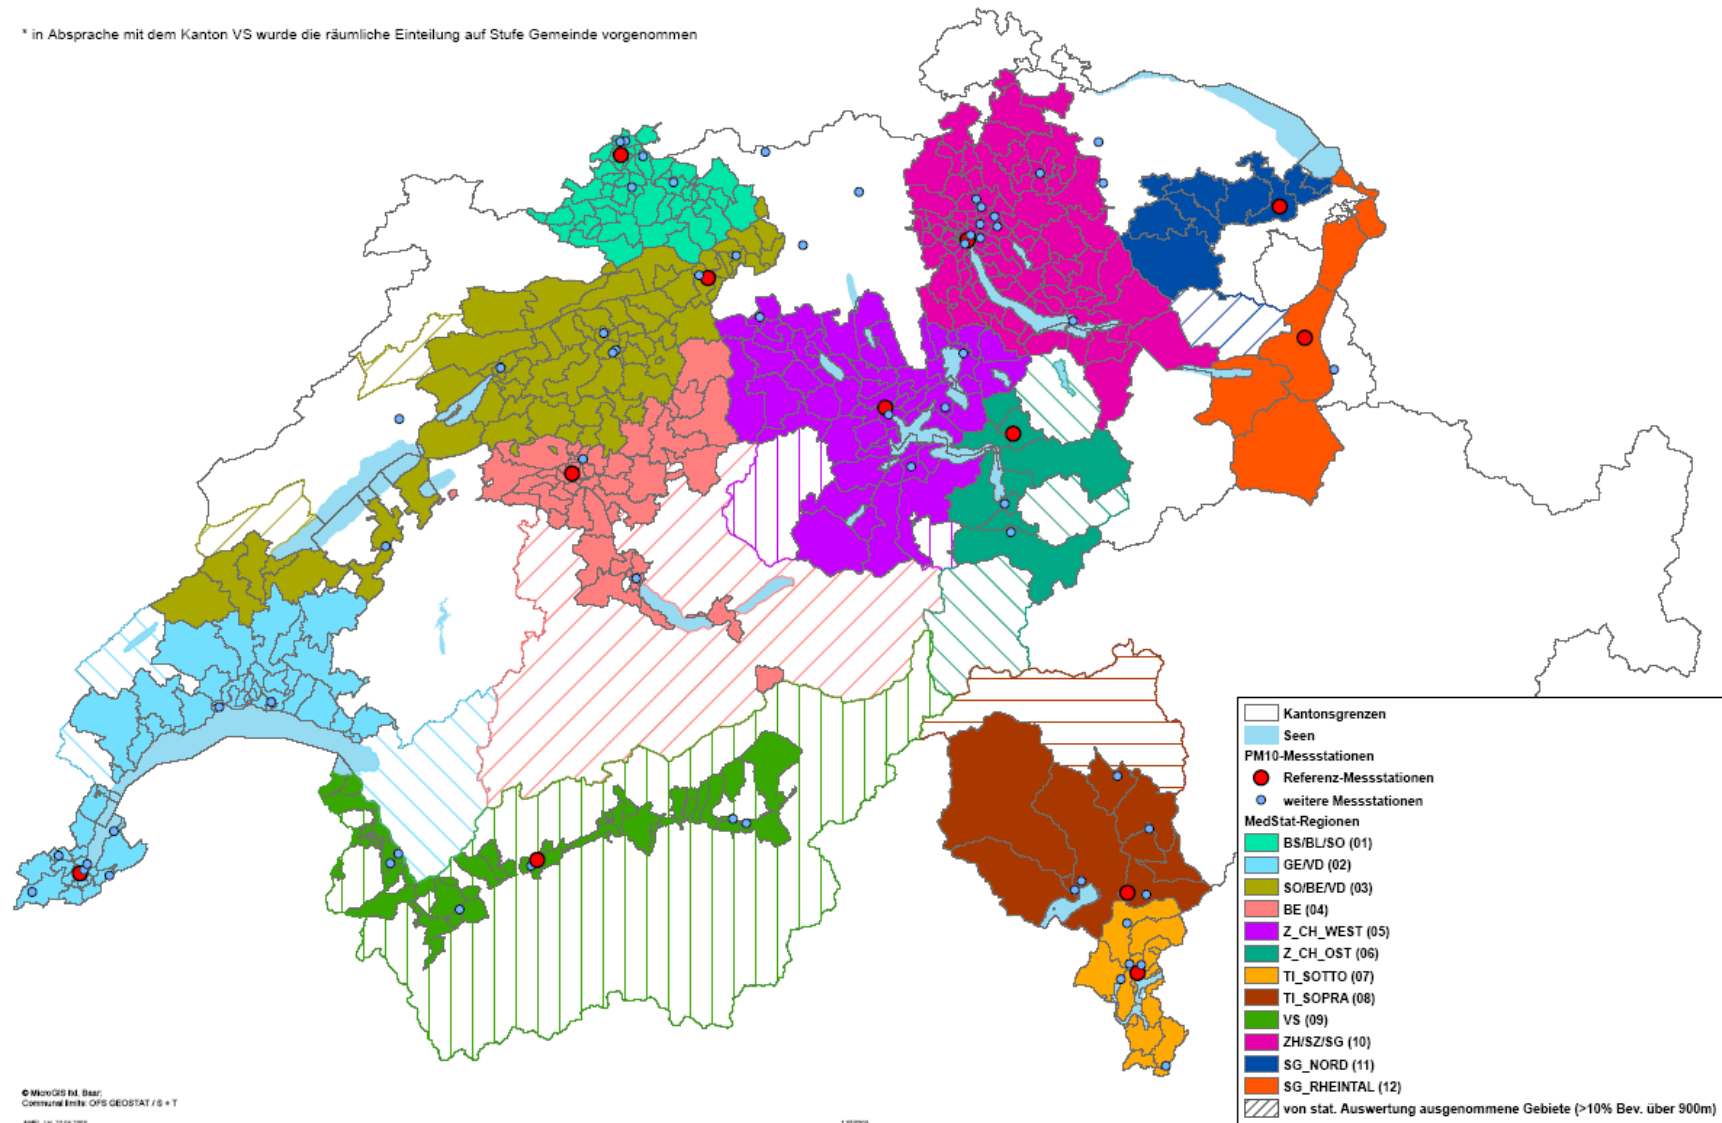 * in Absprache mit dem Kanton VS wurde die räumliche Einteilung auf Stufe Gemeinde vorgenommen
Kantonsgrenzen
Seen
PM10-Messstationen
Referenz-Messstationen
weitere Messstationen
MedStat-Regionen
BS/BL/SO (01)
GE/VD (02)
SO/BE/VD (03)
BE (04)
Z_CH_WEST (05)
Z_CH_OST (06)
TI_SOTTO (07)
TI_SOPRA (08)
VS (09)
ZH/SZ/SG (10)
SG_NORD (11)
SG_RHEINTAL (12)
von stat. Auswertung ausgenommene Gebiete (>10% Bev. über 900m)
© MicroGIS ltd, Baar;
Communal limits: OFS GEOSTAT / S + T